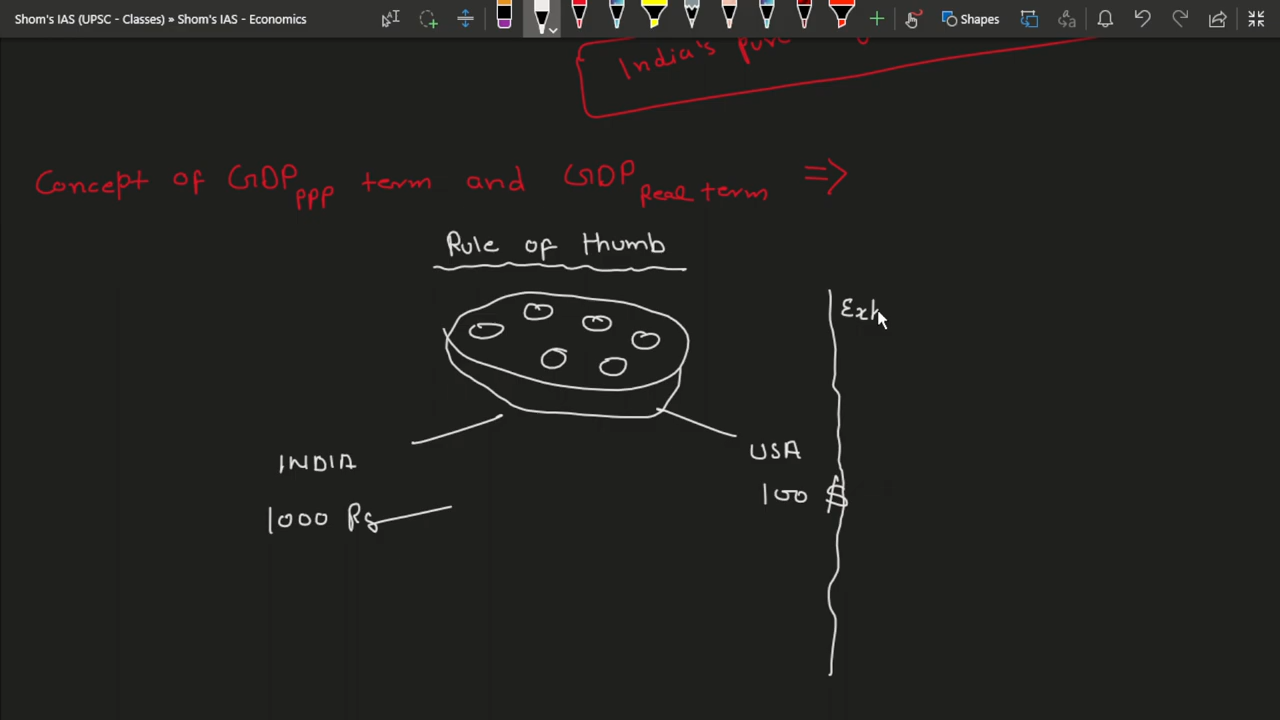 Shom's IAS (UPSC - Classes) » Shom's IAS - Economics
Shapes
India's
Concept of GDP PPP term and GDP Real term ⇒
Rule of thumb
Exh
INDIA
USA
1000 Rs
100 $